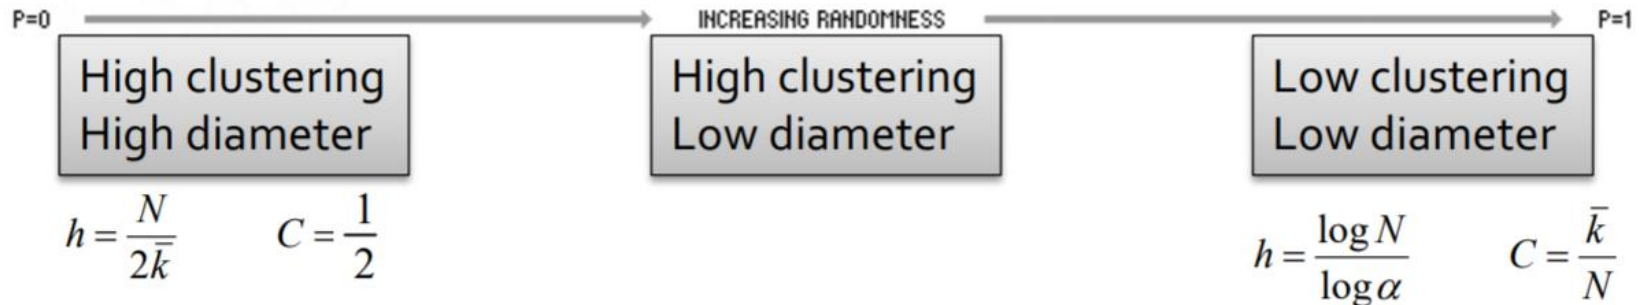 P=0 INCREASING RANDOMNESS P=1
High clustering
High diameter
High clustering
Low diameter
Low clustering
Low diameter
h = N / 2k̄
C = 1 / 2
h = log N / log α
C = k̄ / N